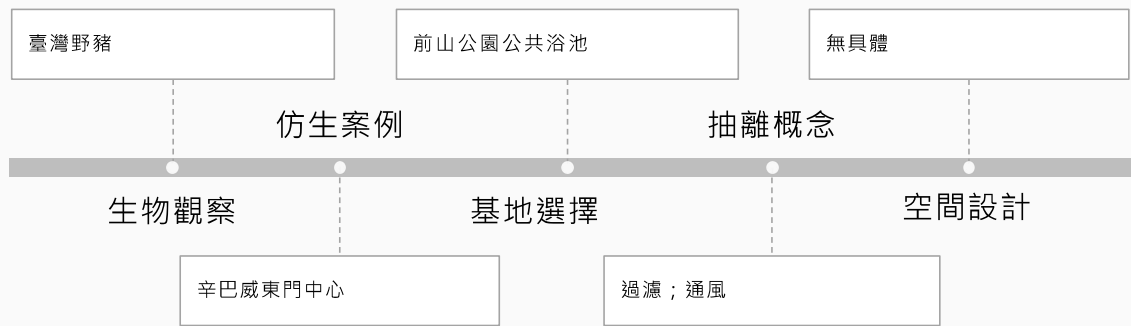 臺灣野豬
前山公園公共浴池
無具體
仿生案例
抽離概念
生物觀察
基地選擇
空間設計
辛巴威東門中心
過濾；通風